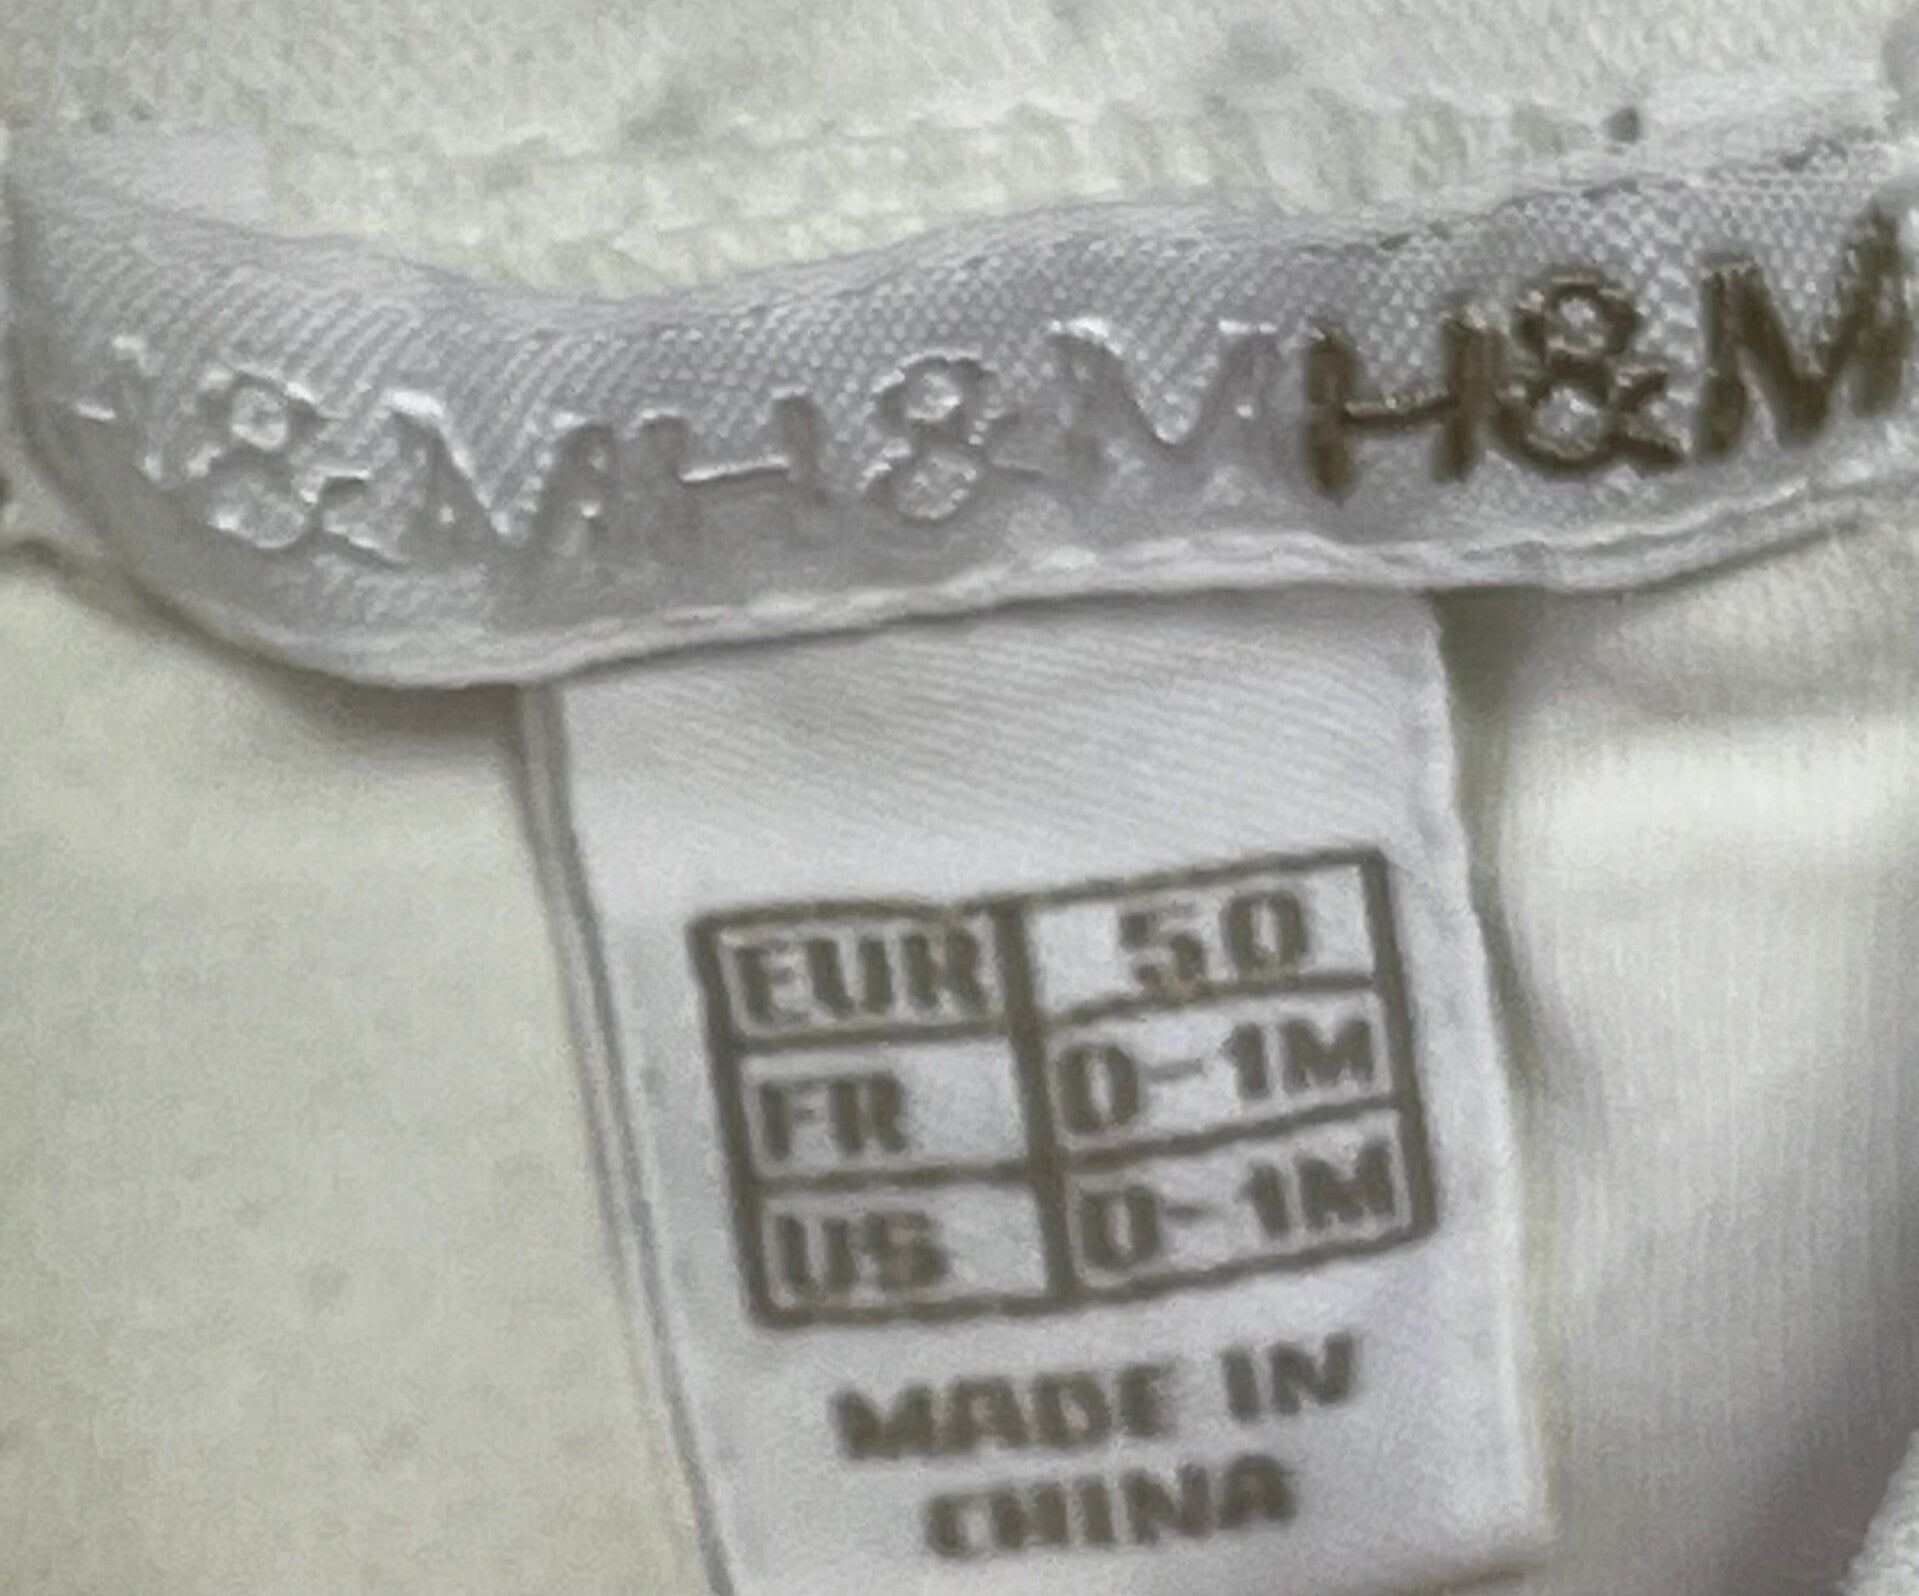 H&M H&M H&M
EUR 50
FR 0-1M
US 0-1M
MADE IN
CHINA